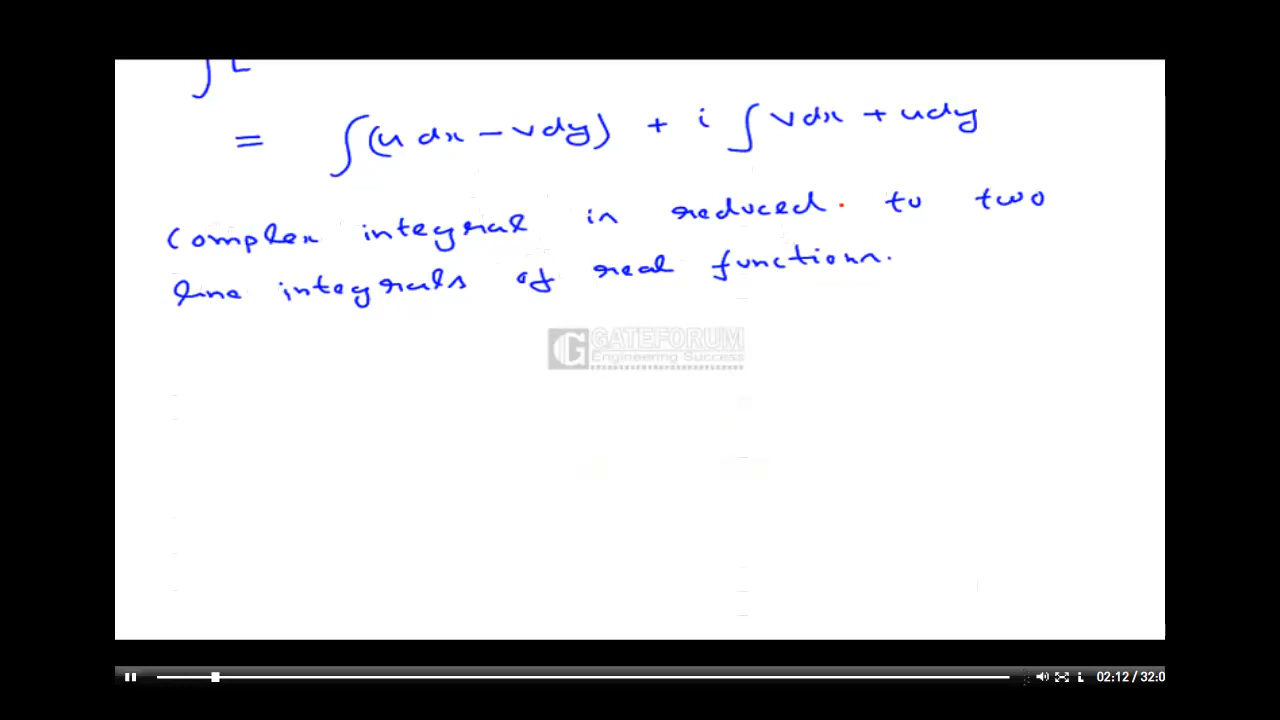 = ∫(u dx - v dy) + i ∫ v dx + u dy
Complex integral is reduced. to two
line integrals of real functions.
GATEFORUM
Engineering Success
02:12 / 32:0